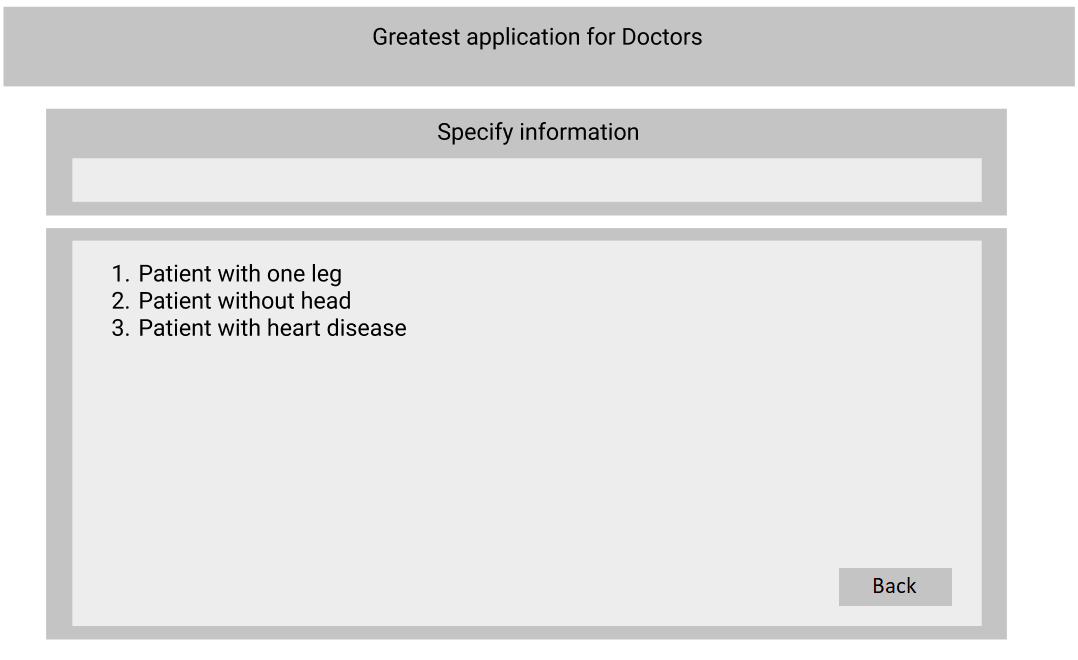 Greatest application for Doctors
Specify information
1. Patient with one leg
2. Patient without head
3. Patient with heart disease
Back